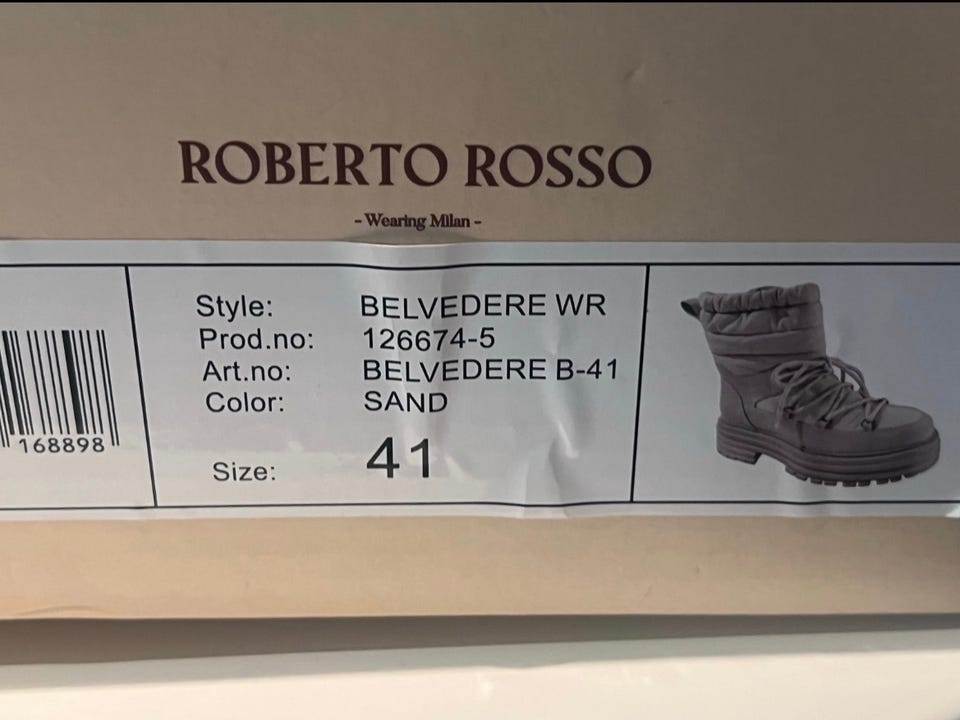 ROBERTO ROSSO
- Wearing Milan -
Style: BELVEDERE WR
Prod.no: 126674-5
Art.no: BELVEDERE B-41
Color: SAND
Size: 41
168898